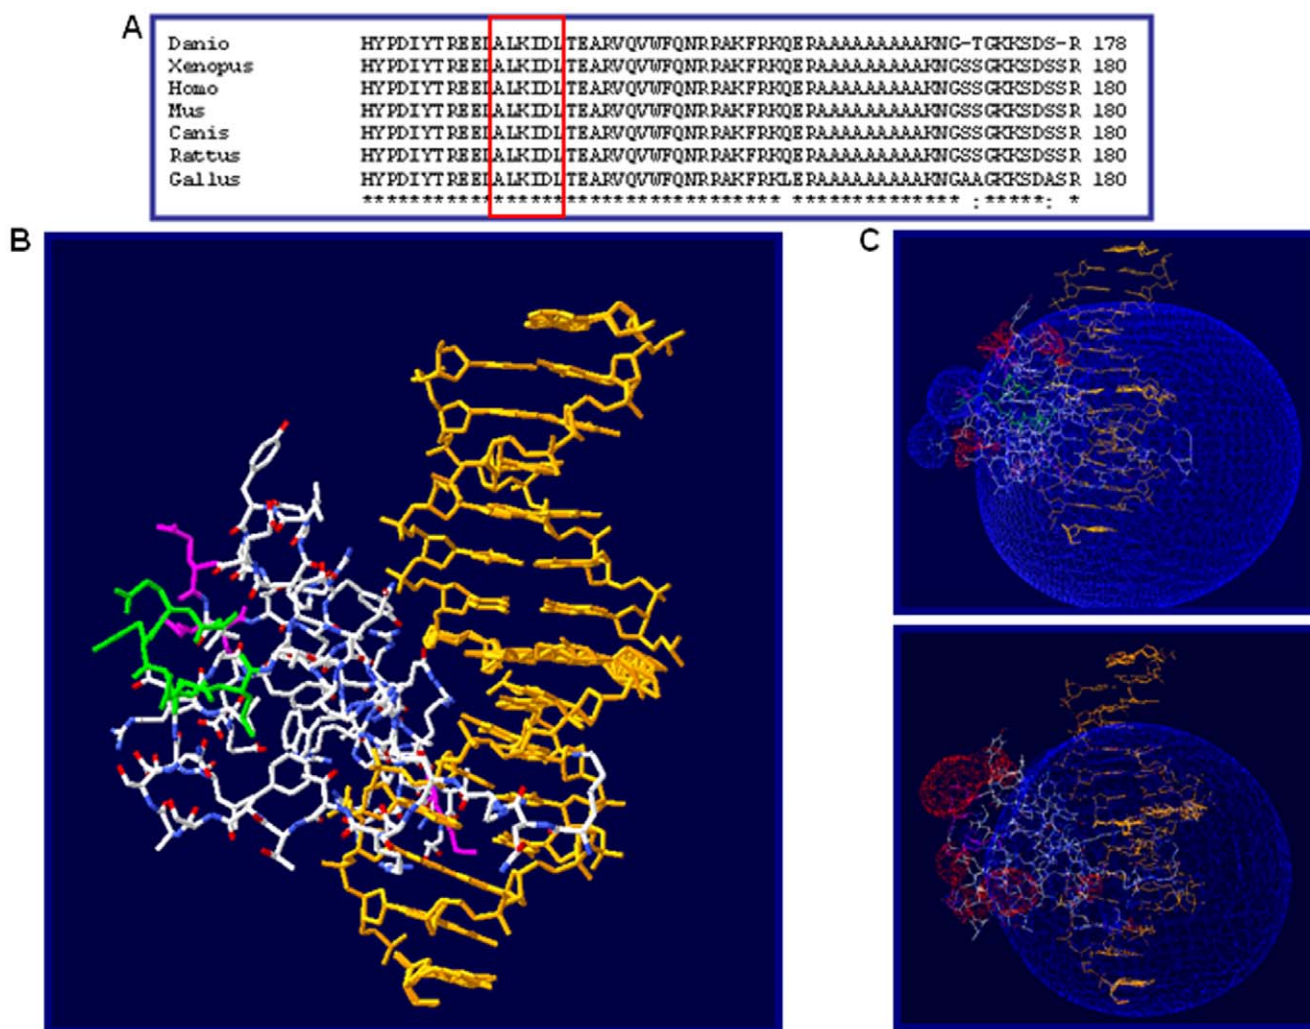 A
Danio HYPDIYTREELALKIDLTEARVQVWFQNRRAKFRKQERAAAAAAAAAKNG-TGKKSDS-R 178
Xenopus HYPDIYTREELALKIDLTEARVQVWFQNRRAKFRKQERAAAAAAAAAKNGSSGKKSDSSR 180
Homo HYPDIYTREELALKIDLTEARVQVWFQNRRAKFRKQERAAAAAAAAAKNGSSGKKSDSSR 180
Mus HYPDIYTREELALKIDLTEARVQVWFQNRRAKFRKQERAAAAAAAAAKNGSSGKKSDSSR 180
Canis HYPDIYTREELALKIDLTEARVQVWFQNRRAKFRKQERAAAAAAAAAKNGSSGKKSDSSR 180
Rattus HYPDIYTREELALKIDLTEARVQVWFQNRRAKFRKQERAAAAAAAAAKNGSSGKKSDSSR 180
Gallus HYPDIYTREELALKIDLTEARVQVWFQNRRAKFRKLERAAAAAAAAAKNGAAGKKSDASR 180
*********************************** ************** :*****: *
B
C